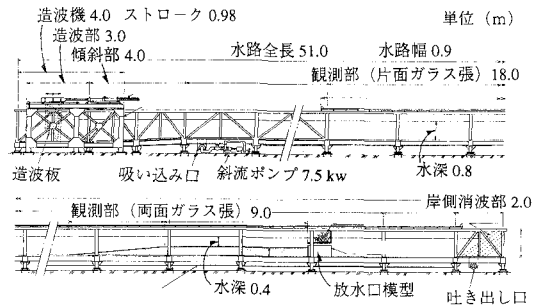 造波機 4.0 ストローク 0.98
単位（m）
造波部 3.0
傾斜部 4.0
水路全長 51.0
水路幅 0.9
観測部（片面ガラス張）18.0
造波板
吸い込み口
斜流ポンプ 7.5 kw
水深 0.8
岸側消波部 2.0
観測部（両面ガラス張）9.0
水深 0.4
放水口模型
吐き出し口